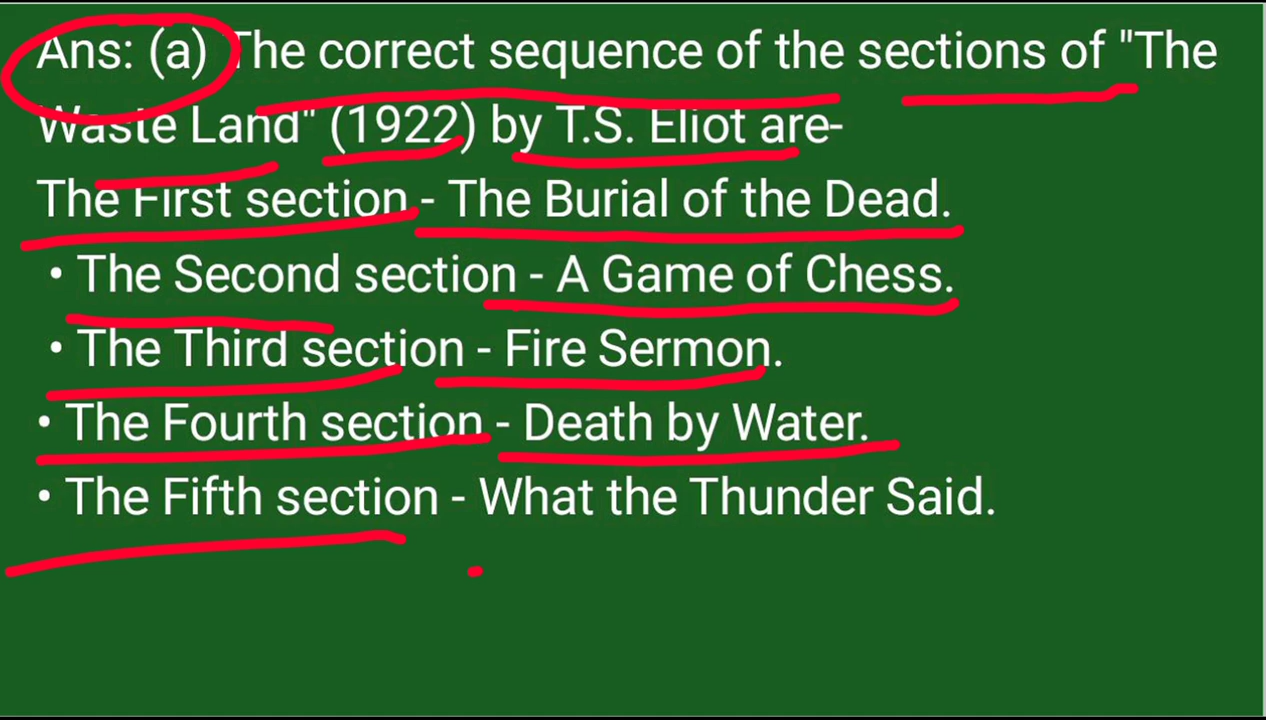 Ans: (a) The correct sequence of the sections of "The
Waste Land" (1922) by T.S. Eliot are-
The First section - The Burial of the Dead.
• The Second section - A Game of Chess.
• The Third section - Fire Sermon.
• The Fourth section - Death by Water.
• The Fifth section - What the Thunder Said.